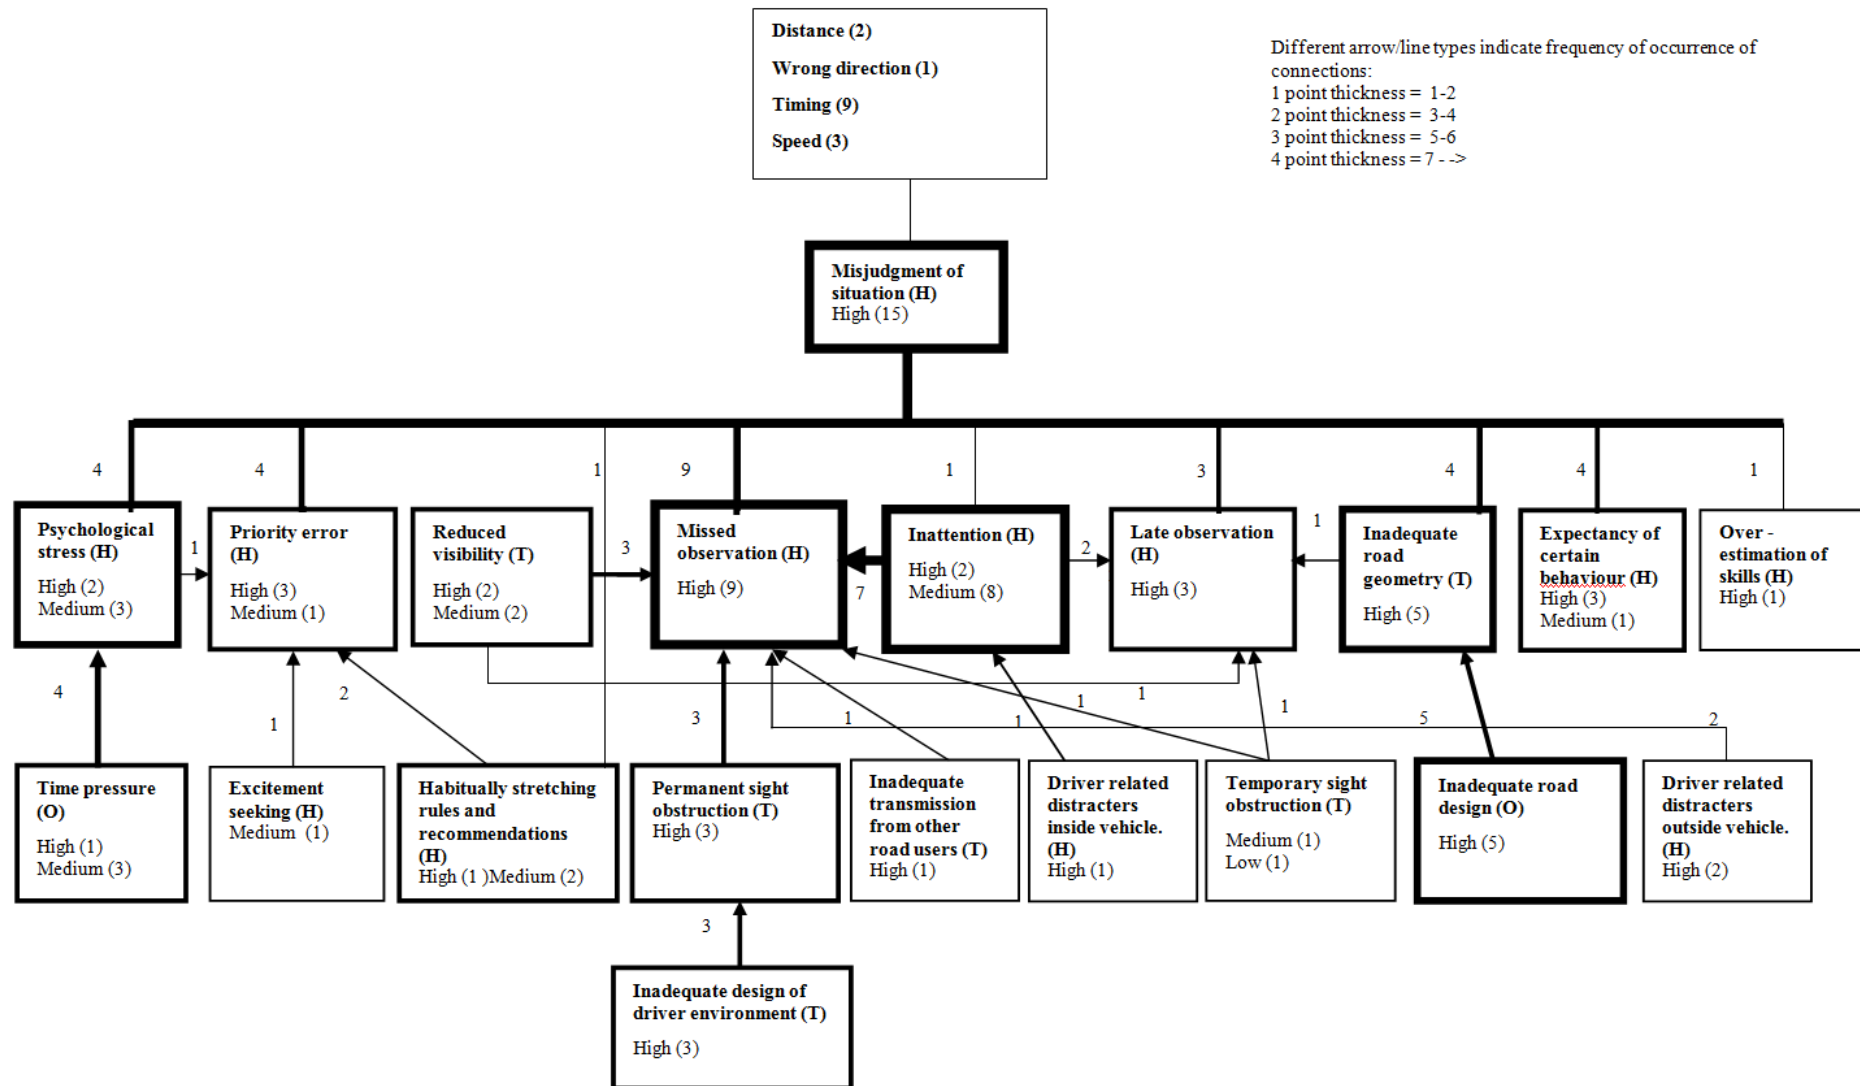 Distance (2)
Wrong direction (1)
Timing (9)
Speed (3)
Different arrow/line types indicate frequency of occurrence of
connections:
1 point thickness = 1-2
2 point thickness = 3-4
3 point thickness = 5-6
4 point thickness = 7 - ->
Misjudgment of
situation (H)
High (15)
4
4
1
9
1
3
4
4
1
Psychological
stress (H)
High (2)
Medium (3)
1
Priority error
(H)
High (3)
Medium (1)
Reduced
visibility (T)
High (2)
Medium (2)
3
Missed
observation (H)
High (9)
7
Inattention (H)
High (2)
Medium (8)
2
Late observation
(H)
High (3)
1
Inadequate
road
geometry (T)
High (5)
Expectancy of
certain
behaviour (H)
High (3)
Medium (1)
Over -
estimation of
skills (H)
High (1)
4
1
2
3
1
1
1
1
1
5
2
Time pressure
(O)
High (1)
Medium (3)
Excitement
seeking (H)
Medium (1)
Habitually stretching
rules and
recommendations
(H)
High (1 )Medium (2)
Permanent sight
obstruction (T)
High (3)
Inadequate
transmission
from other
road users (T)
High (1)
Driver related
distracters
inside vehicle.
(H)
High (1)
Temporary sight
obstruction (T)
Medium (1)
Low (1)
Inadequate road
design (O)
High (5)
Driver related
distracters
outside vehicle.
(H)
High (2)
3
Inadequate design of
driver environment (T)
High (3)